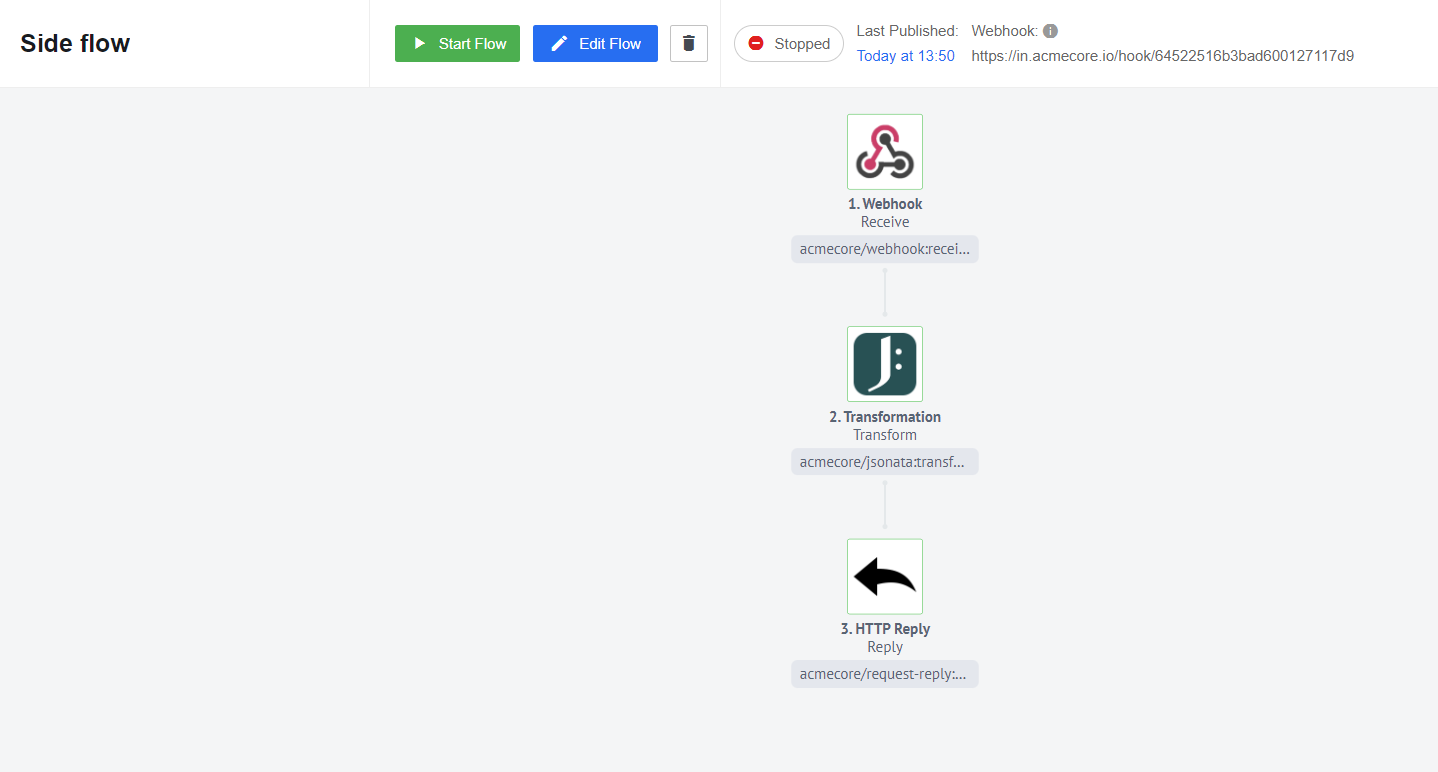 Side flow
Start Flow
Edit Flow
Stopped
Last Published:
Today at 13:50
Webhook:
https://in.acmecore.io/hook/64522516b3bad600127117d9
1. Webhook
Receive
acmecore/webhook:recei...
J:
2. Transformation
Transform
acmecore/jsonata:transf...
3. HTTP Reply
Reply
acmecore/request-reply:...